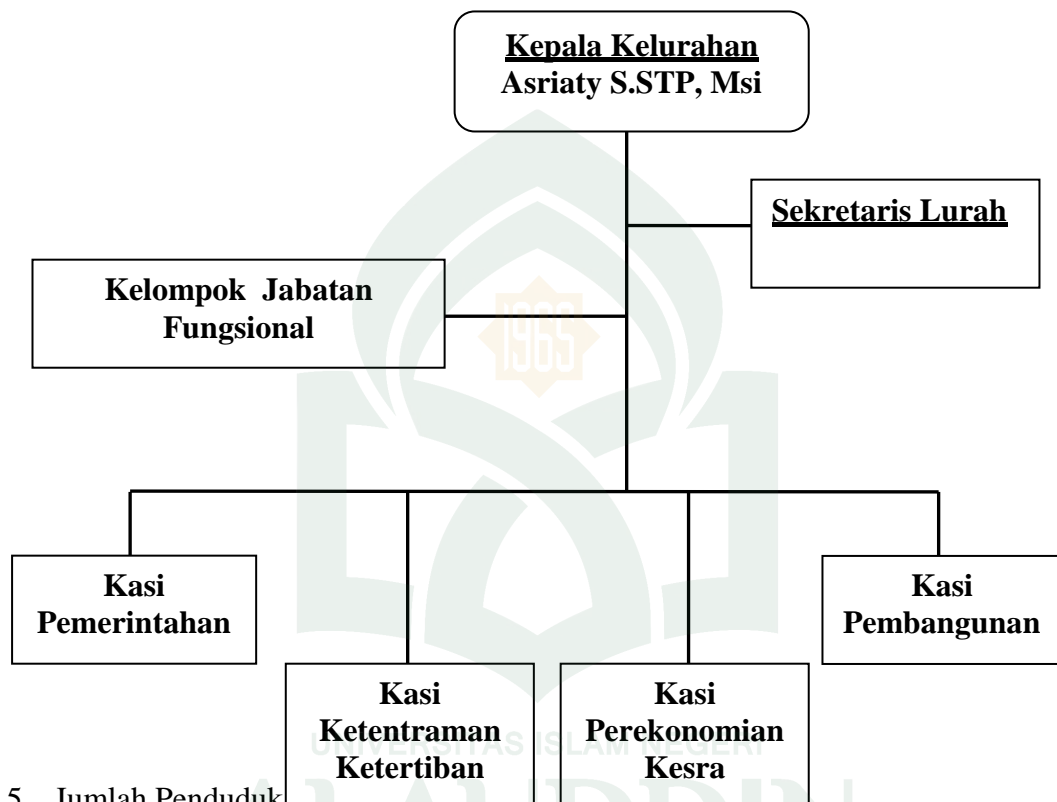 Kepala Kelurahan
Asriaty S.STP, Msi
Sekretaris Lurah
Kelompok Jabatan
Fungsional
1965
Kasi
Pemerintahan
Kasi
Pembangunan
Kasi
Ketentraman
Ketertiban
Kasi
Perekonomian
Kesra
UNIVERSITAS ISLAM NEGERI
5. Jumlah Penduduk